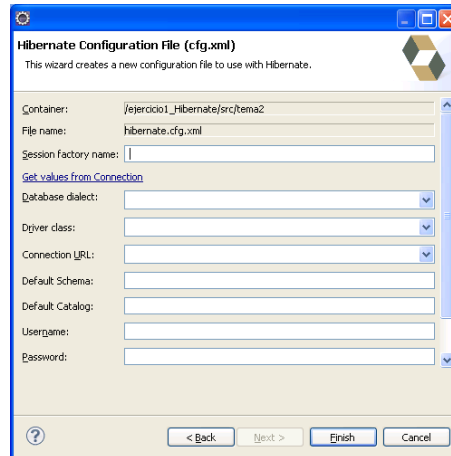 Hibernate Configuration File (cfg.xml)
This wizard creates a new configuration file to use with Hibernate.
Container: /ejercicio1_Hibernate/src/tema2
File name: hibernate.cfg.xml
Session factory name:
Get values from Connection
Database dialect:
Driver class:
Connection URL:
Default Schema:
Default Catalog:
Username:
Password:
? < Back Next > Finish Cancel